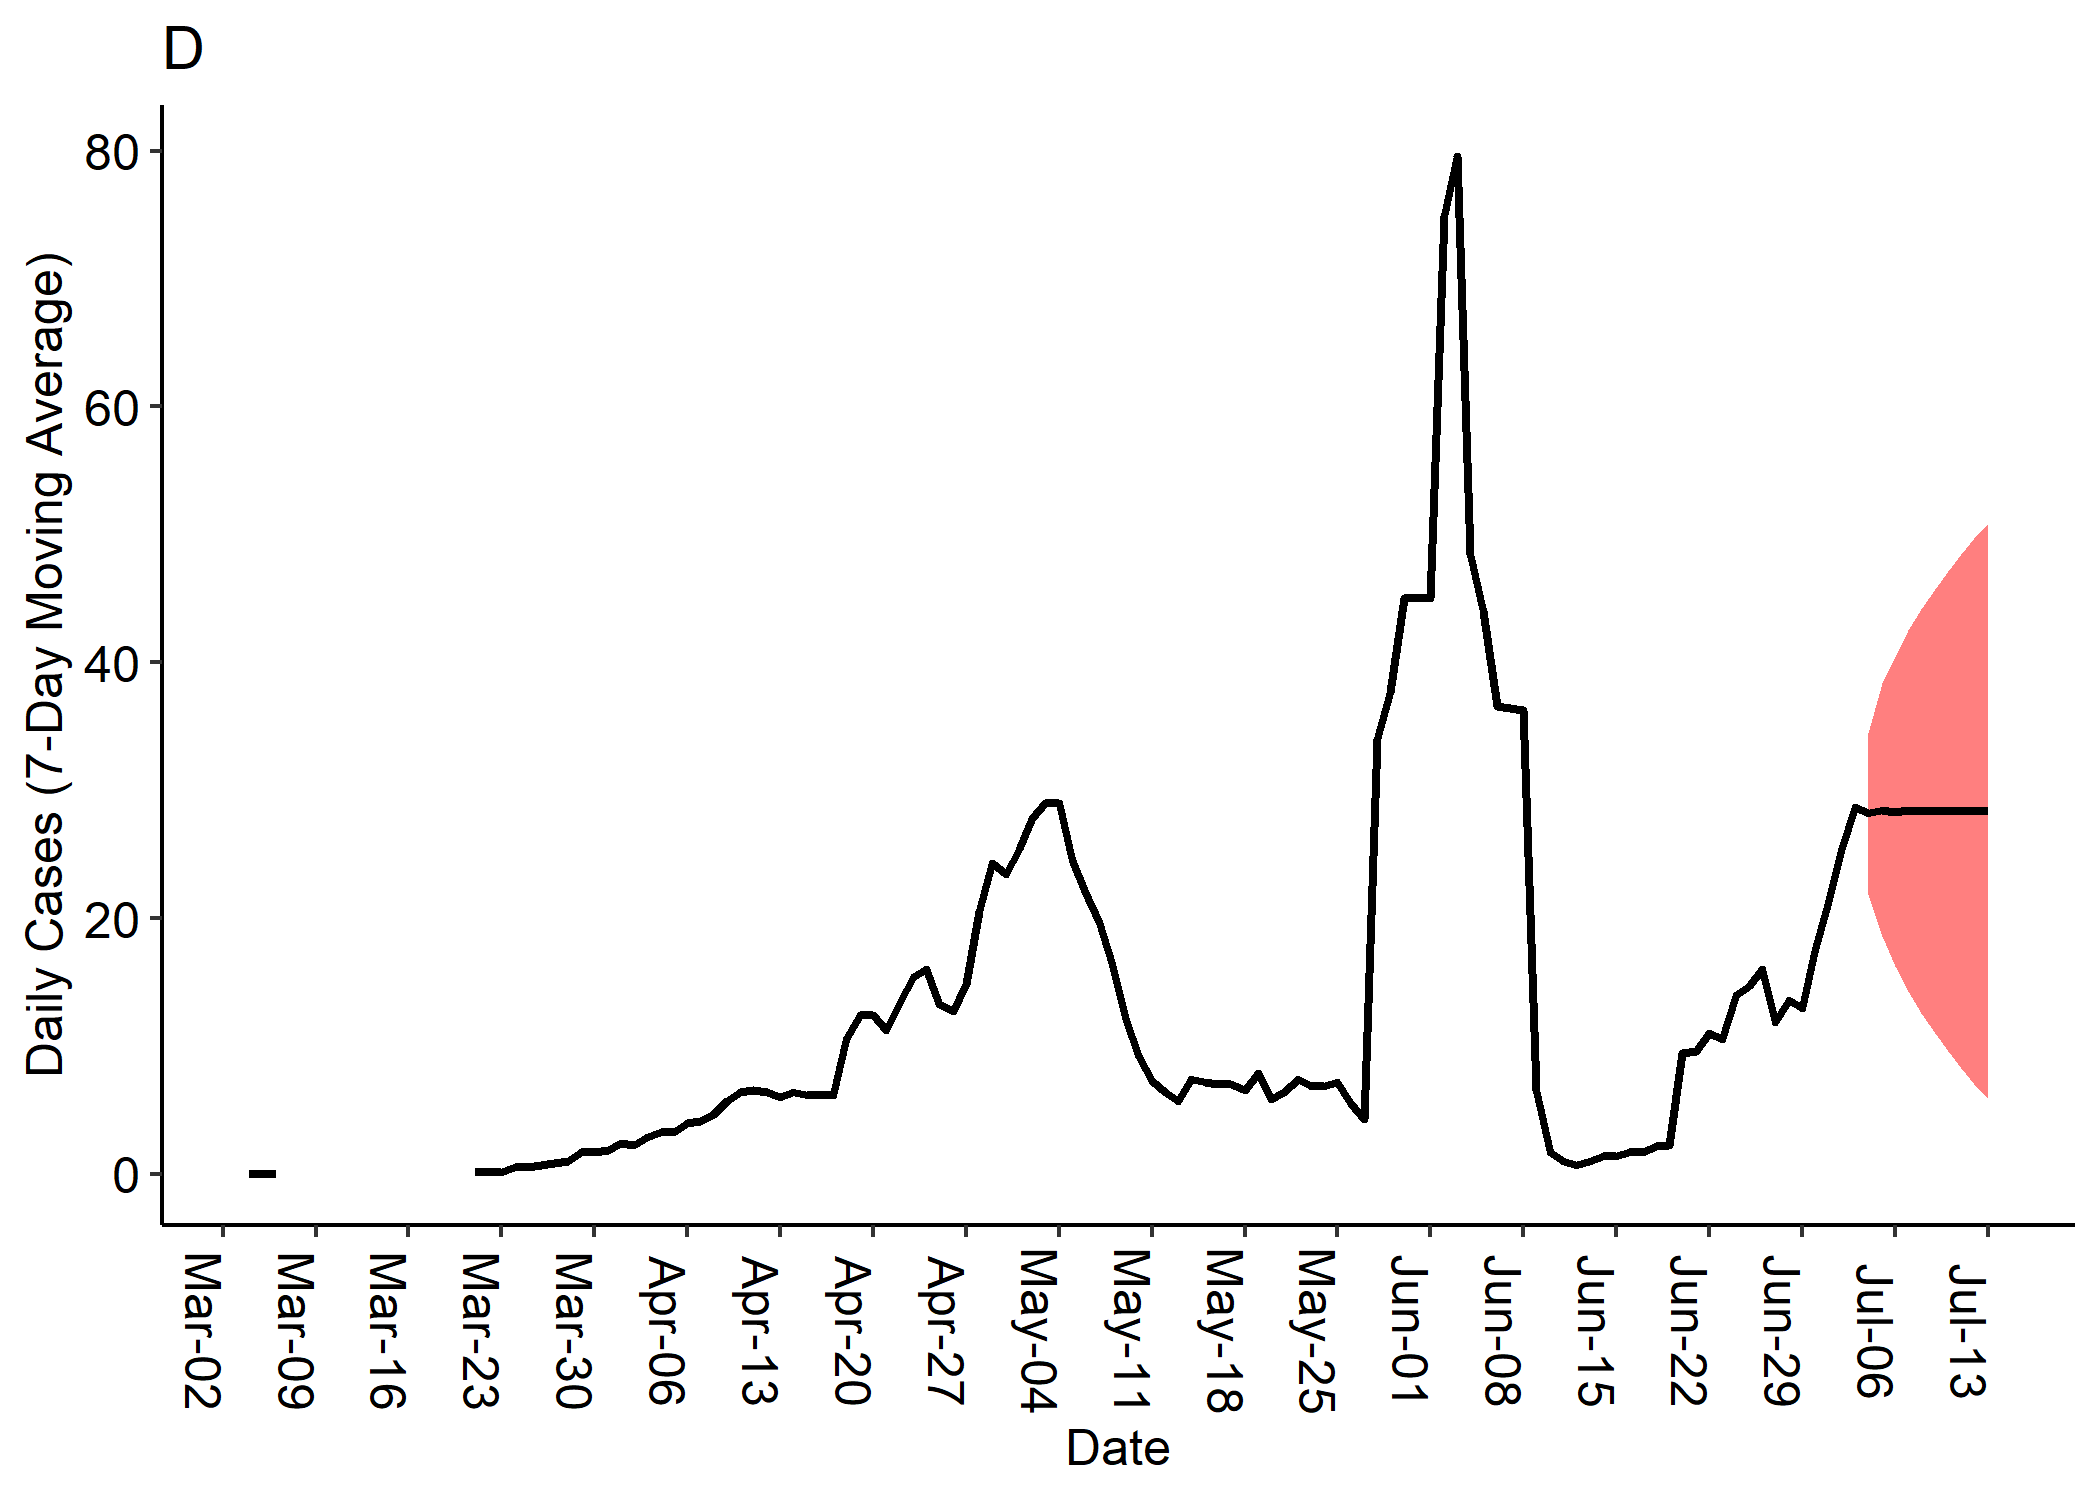 D
Daily Cases (7-Day Moving Average)
80
60
40
20
0
Mar-02
Mar-09
Mar-16
Mar-23
Mar-30
Apr-06
Apr-13
Apr-20
Apr-27
May-04
May-11
May-18
May-25
Jun-01
Jun-08
Jun-15
Jun-22
Jun-29
Jul-06
Jul-13
Date